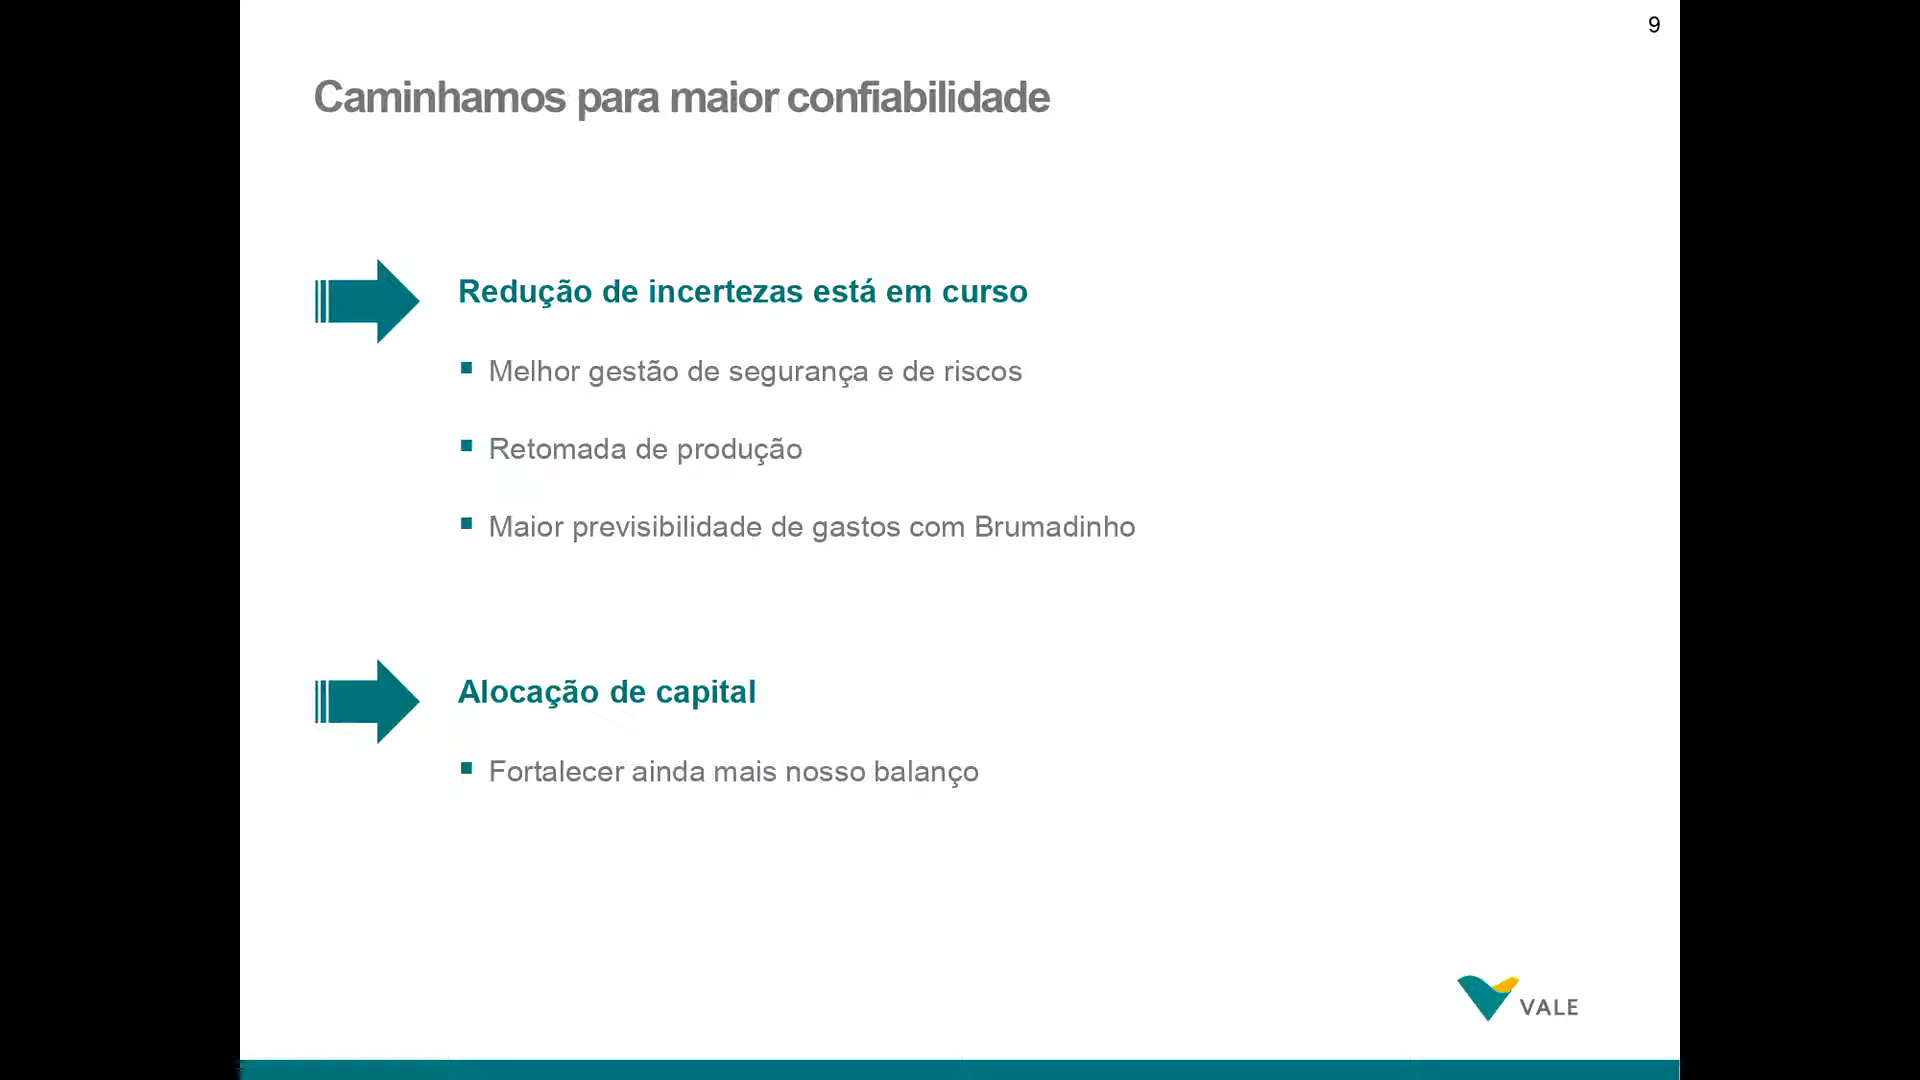 9
Caminhamos para maior confiabilidade
Redução de incertezas está em curso
Melhor gestão de segurança e de riscos
Retomada de produção
Maior previsibilidade de gastos com Brumadinho
Alocação de capital
Fortalecer ainda mais nosso balanço
VALE